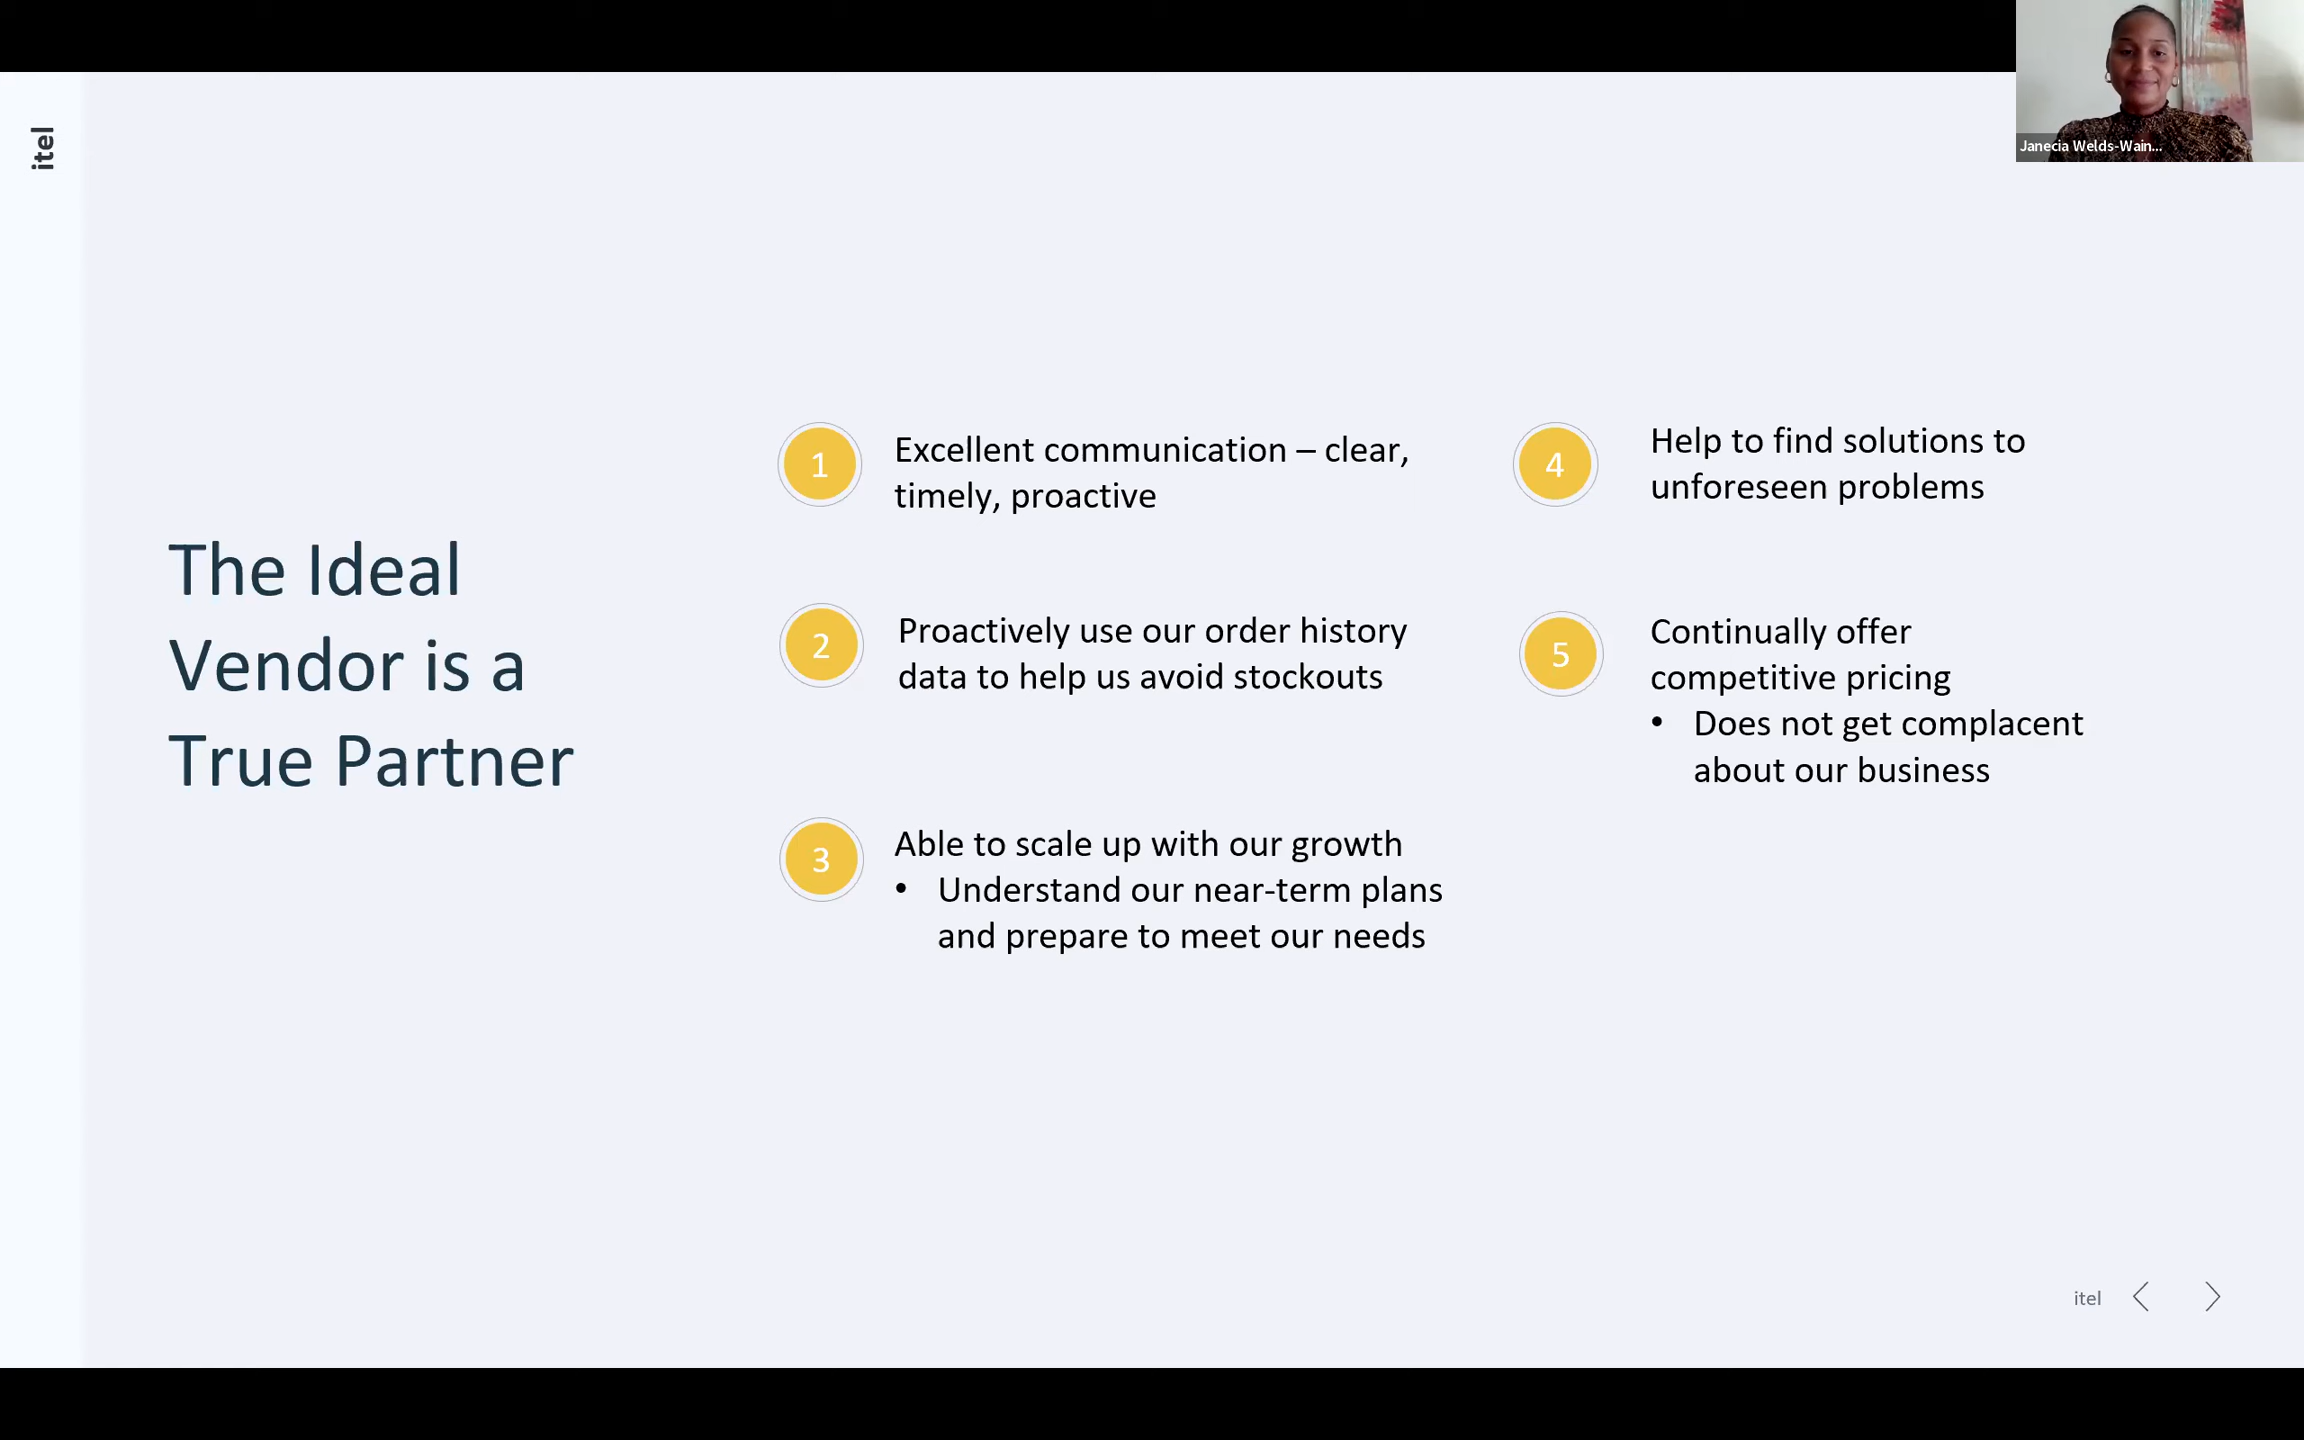 itel
Janecia Welds-Wain...
The Ideal
Vendor is a
True Partner
1
Excellent communication – clear,
timely, proactive
2
Proactively use our order history
data to help us avoid stockouts
3
Able to scale up with our growth
• Understand our near-term plans
and prepare to meet our needs
4
Help to find solutions to
unforeseen problems
5
Continually offer
competitive pricing
• Does not get complacent
about our business
itel